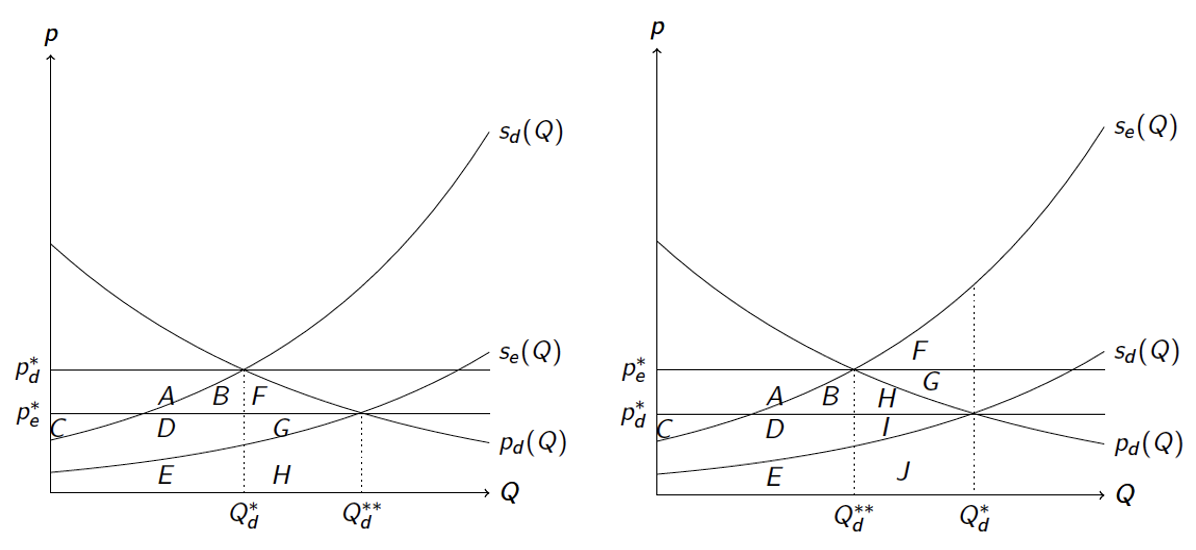 p
s_d(Q)
s_e(Q)
p_d^*
p_e^*
A
B
F
C
D
G
p_d(Q)
E
H
Q
Q_d^*
Q_d^{**}
p
s_e(Q)
F
s_d(Q)
p_e^*
G
A
B
H
p_d^*
C
D
I
p_d(Q)
E
J
Q
Q_d^{**}
Q_d^*